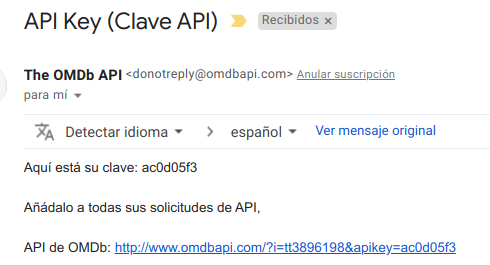 API Key (Clave API) Recibidos ×
The OMDb API <donotreply@omdbapi.com> Anular suscripción
para mí
Detectar idioma > español Ver mensaje original
Aquí está su clave: ac0d05f3
Añádalo a todas sus solicitudes de API,
API de OMDb: http://www.omdbapi.com/?i=tt3896198&apikey=ac0d05f3